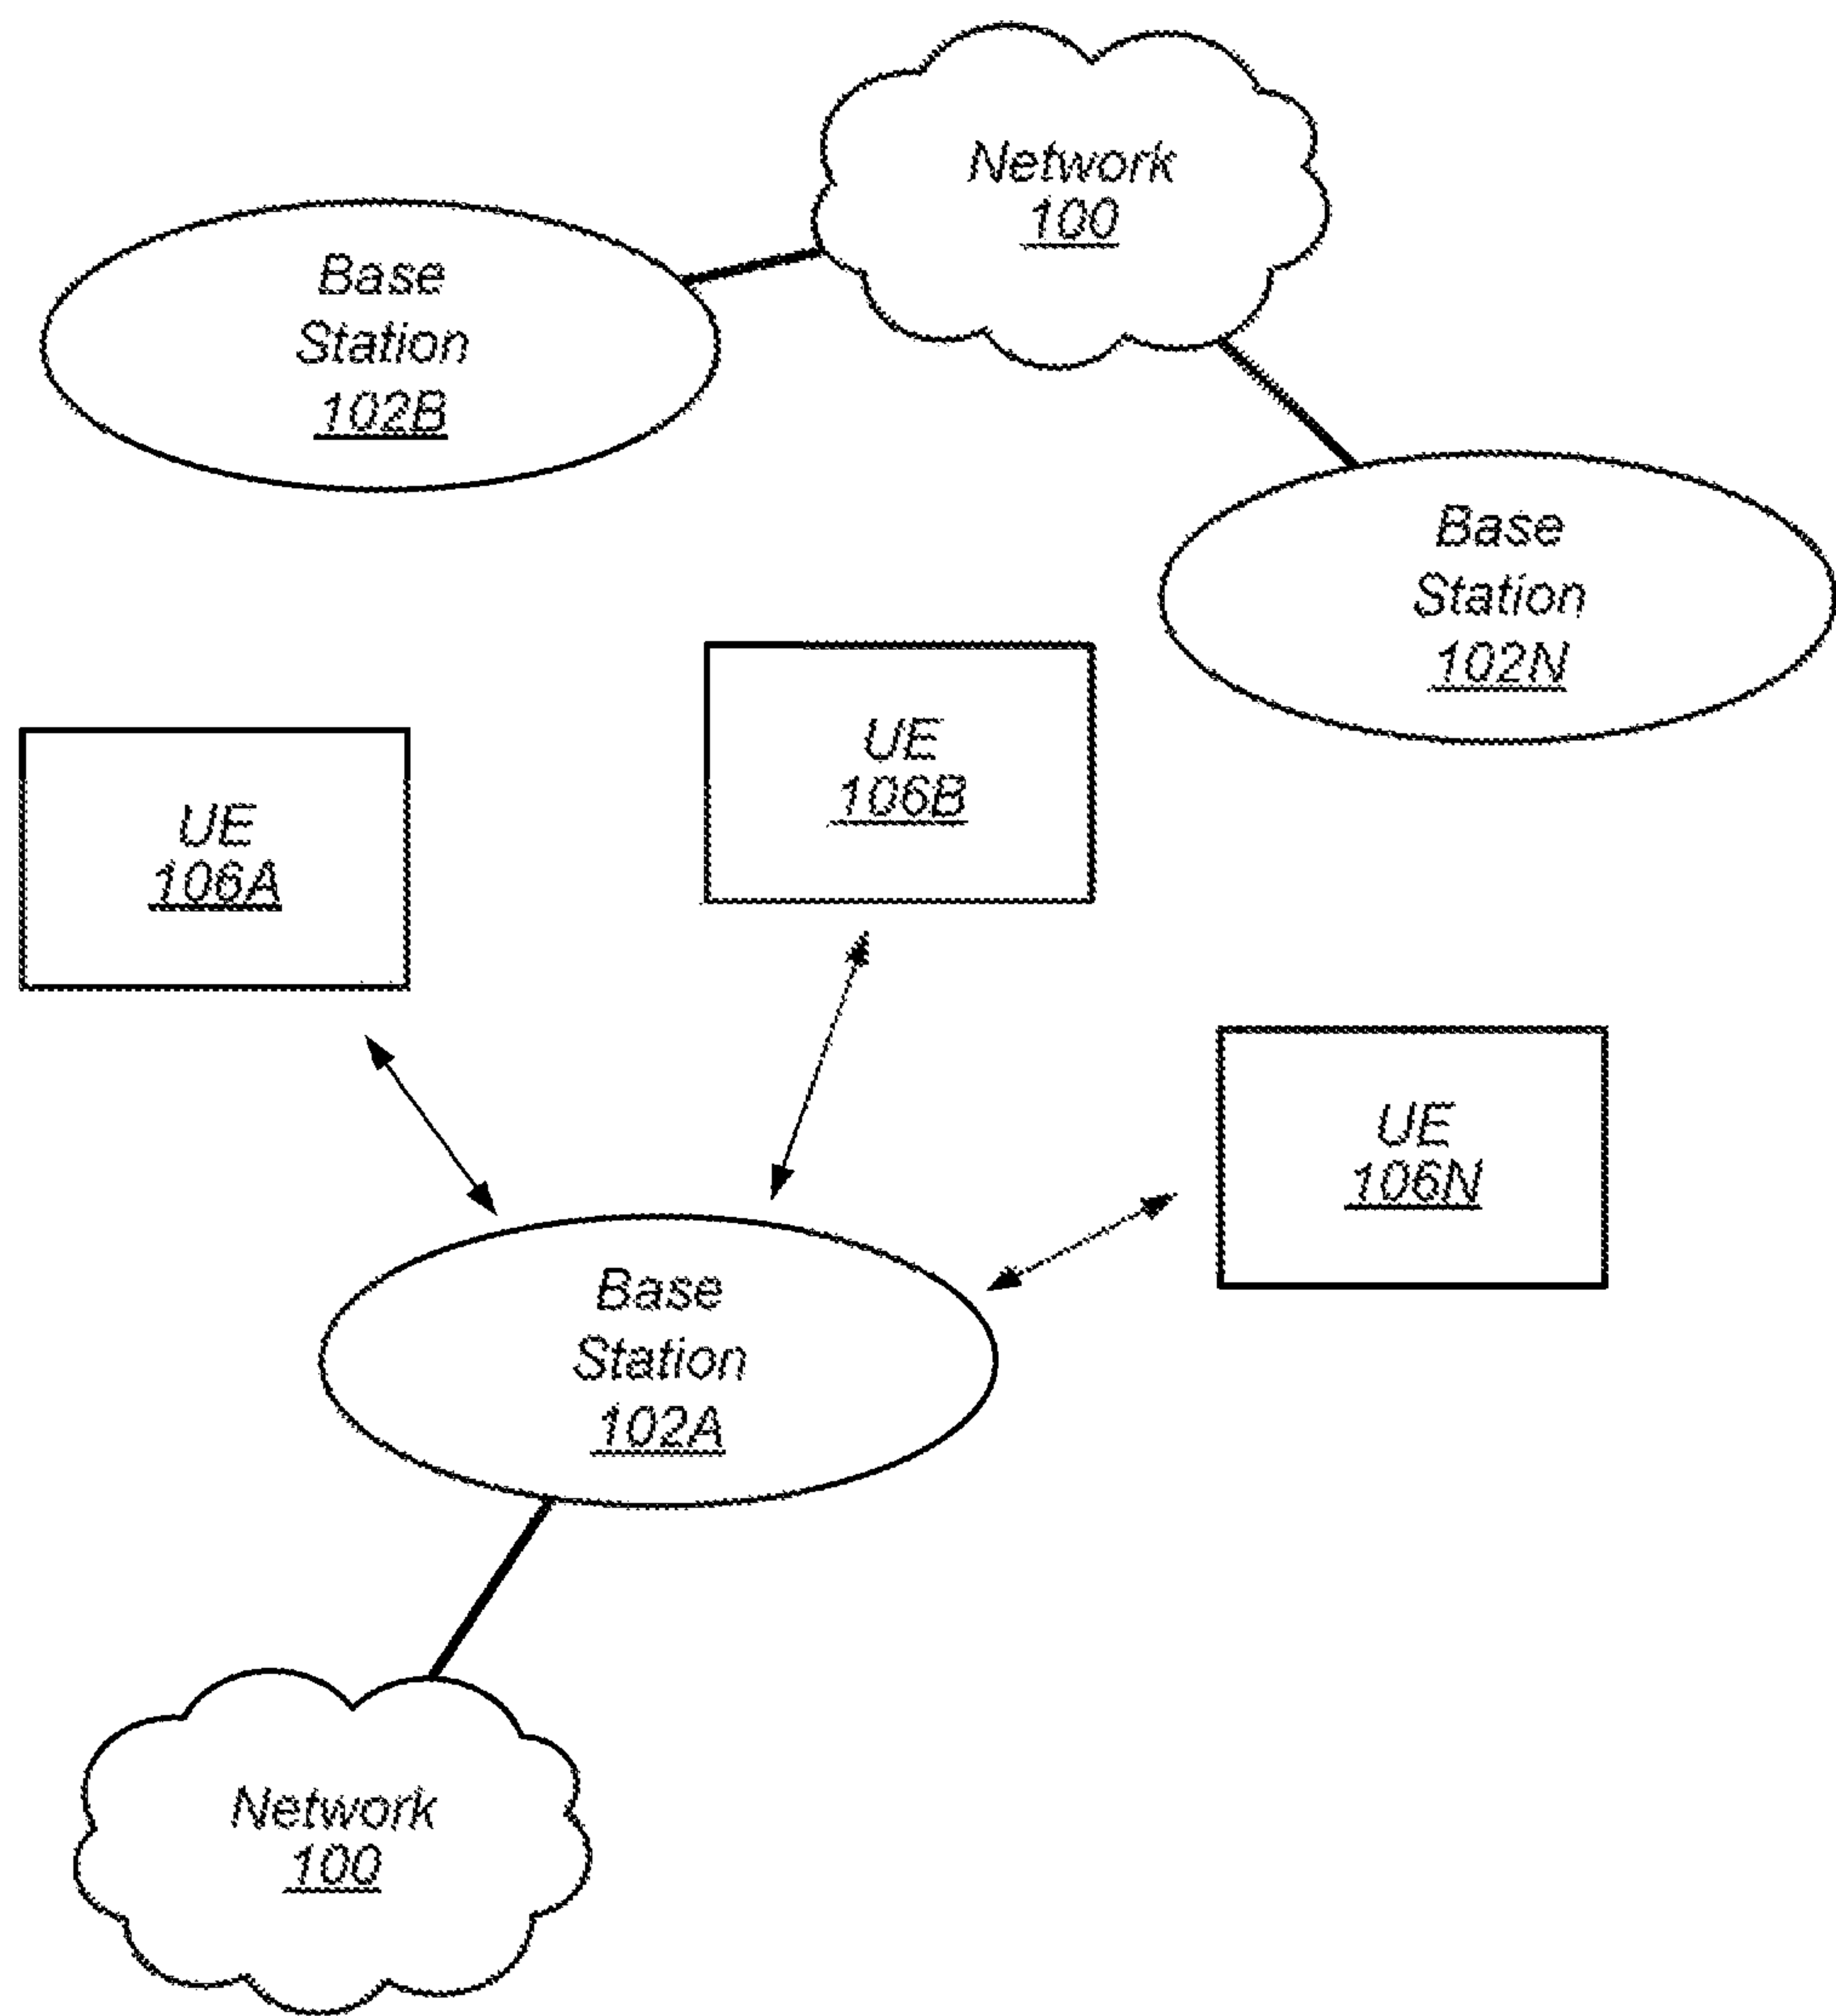 Network
100
Base
Station
102B
Base
Station
102N
UE
106B
UE
106A
UE
106N
Base
Station
102A
Network
100